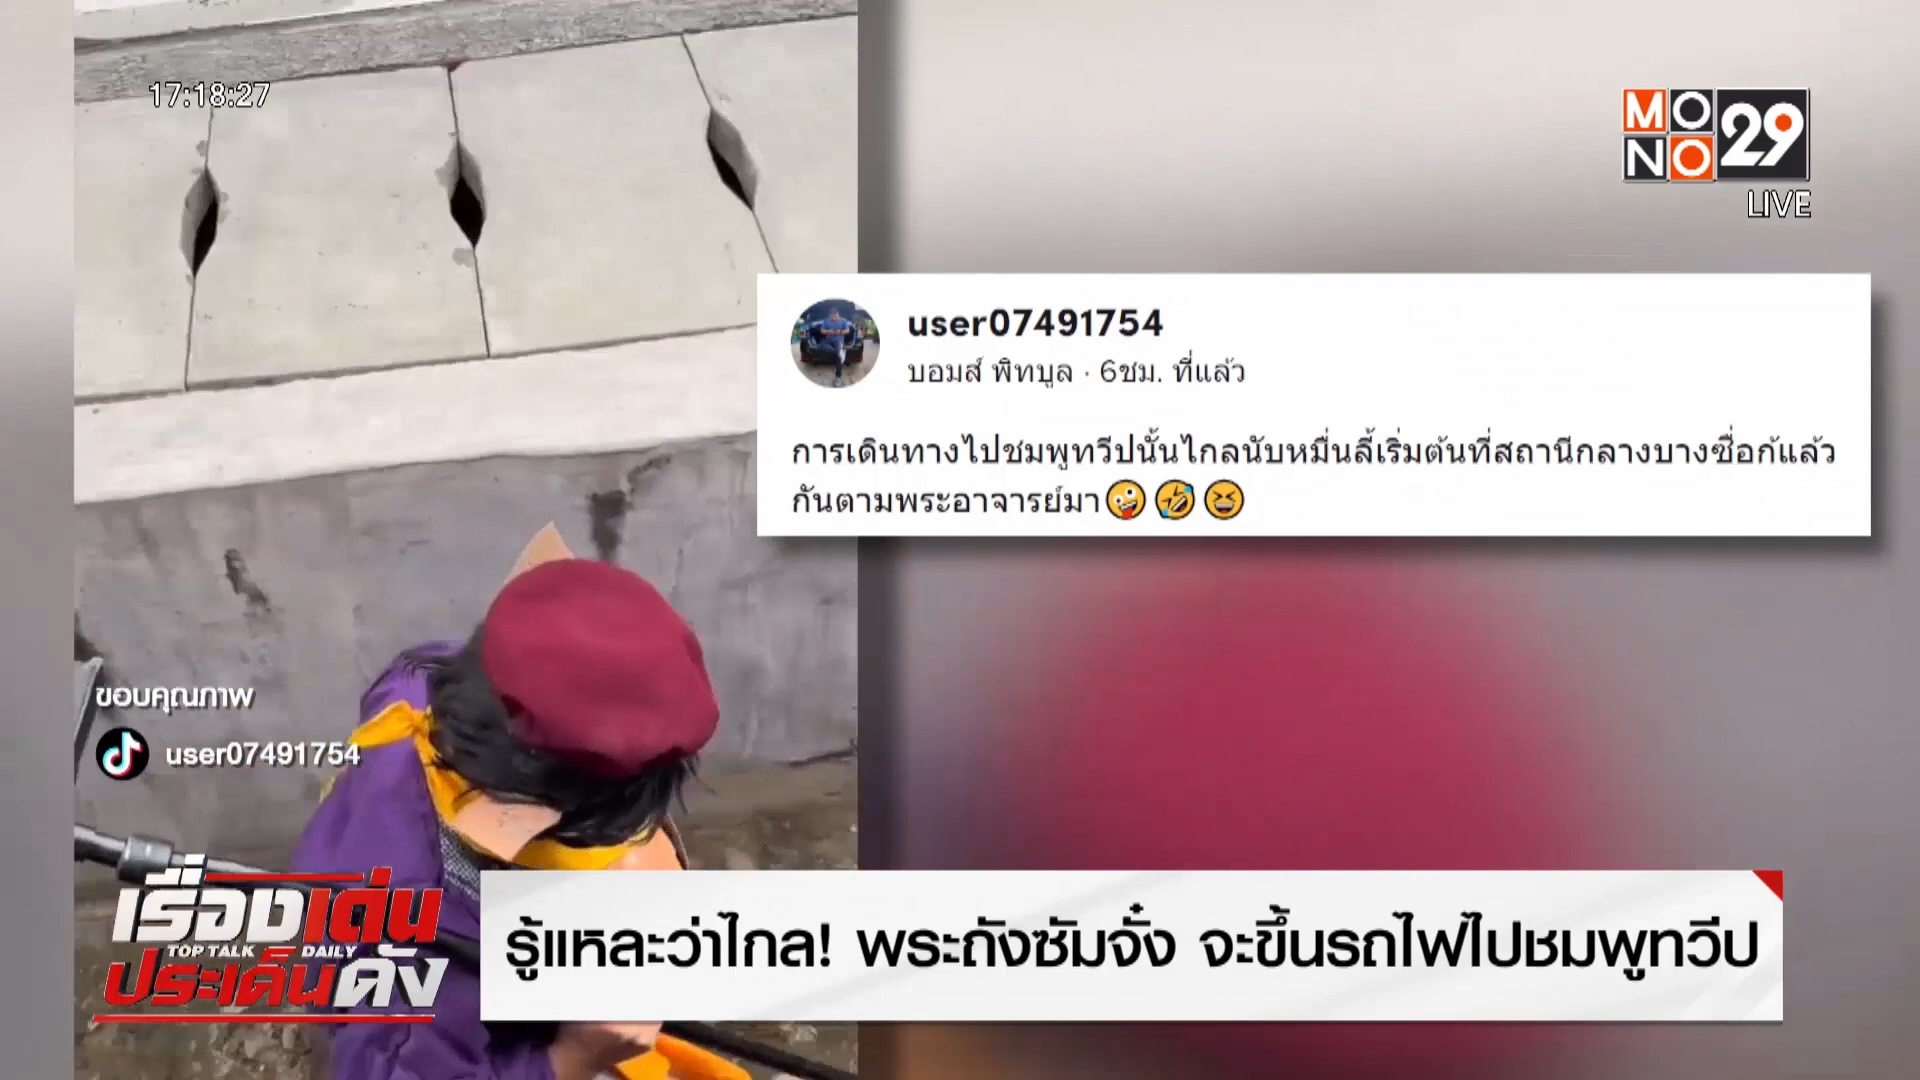 17:18:27
MONO 29
LIVE
user07491754
บอมส์ พิทบูล · 6ชม. ที่แล้ว
การเดินทางไปชมพูทวีปนั้นไกลนับหมื่นลี้เริ่มต้นที่สถานีกลางบางซื่อก้แล้ว
กันตามพระอาจารย์มา🤪🤣😆
ขอบคุณภาพ
user07491754
เรื่องเด่น
TOP TALK DAILY
ประเด็นดัง
รู้แหละว่าไกล! พระถังซัมจั๋ง จะขึ้นรถไฟไปชมพูทวีป